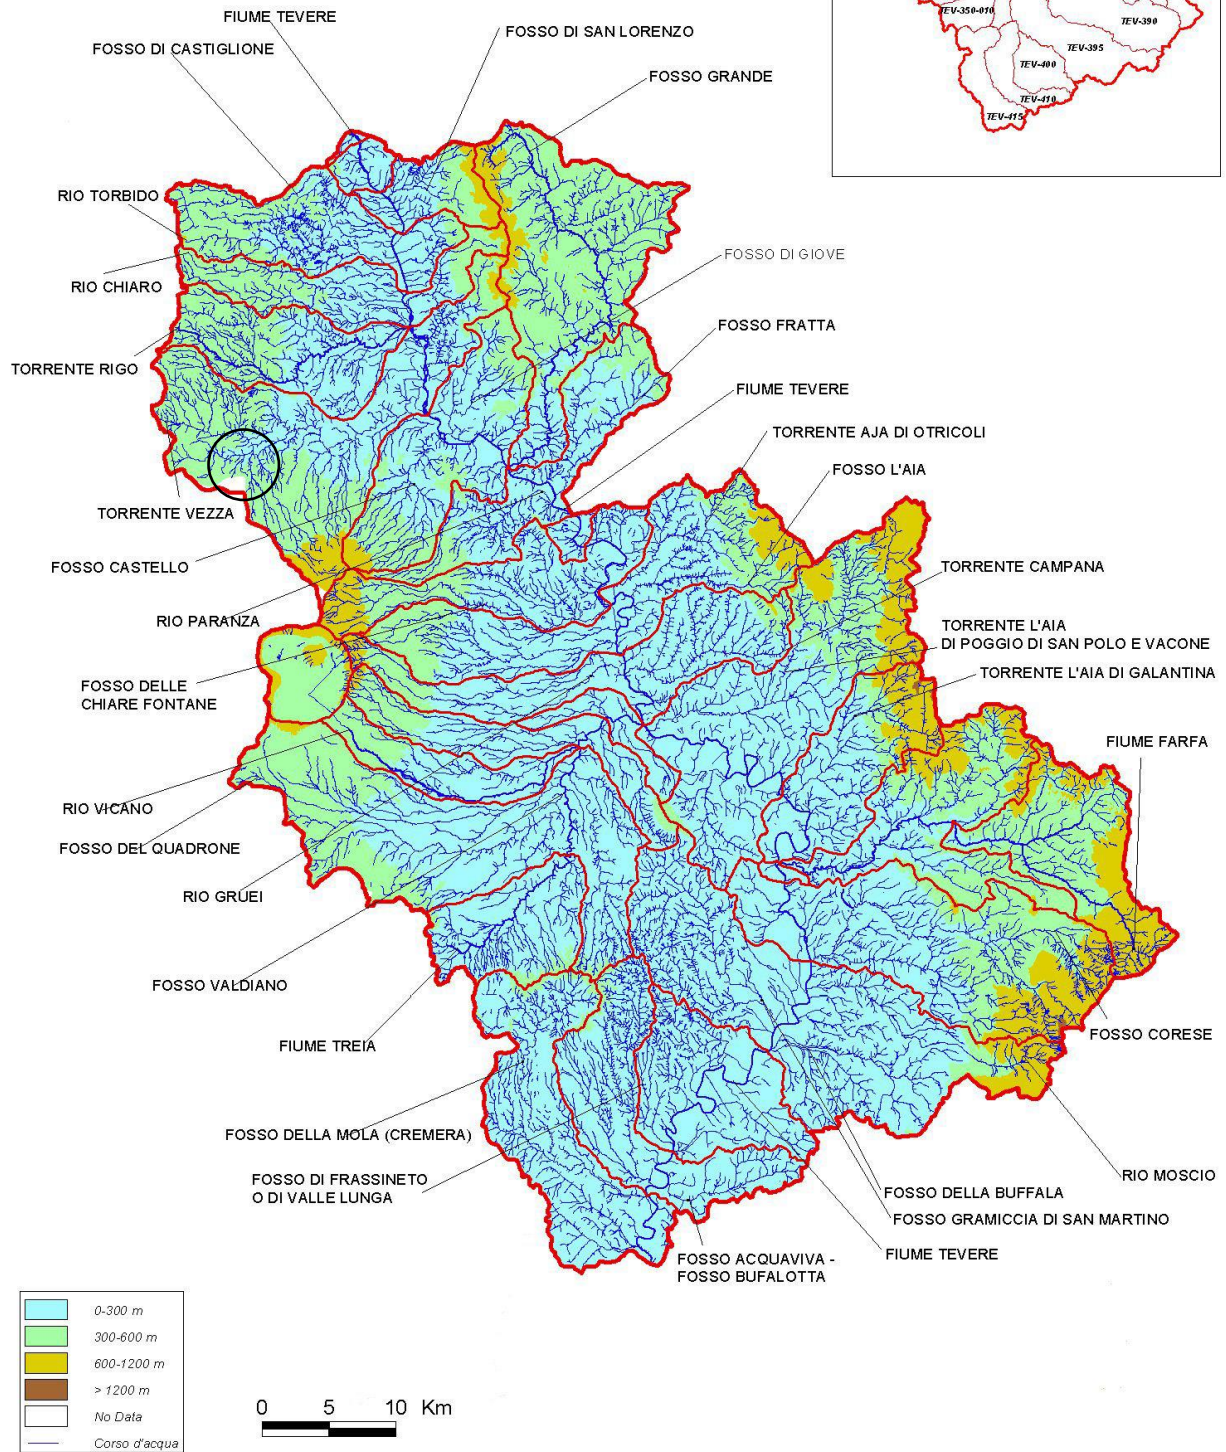 FIUME TEVERE
FOSSO DI CASTIGLIONE
FOSSO DI SAN LORENZO
FOSSO GRANDE
TEV-350-010
TEV-390
TEV-395
TEV-400
TEV-410
TEV-415
RIO TORBIDO
RIO CHIARO
TORRENTE RIGO
FOSSO DI GIOVE
FOSSO FRATTA
FIUME TEVERE
TORRENTE AJA DI OTRICOLI
FOSSO L'AIA
TORRENTE VEZZA
FOSSO CASTELLO
RIO PARANZA
TORRENTE CAMPANA
TORRENTE L'AIA
DI POGGIO DI SAN POLO E VACONE
TORRENTE L'AIA DI GALANTINA
FOSSO DELLE
CHIARE FONTANE
FIUME FARFA
RIO VICANO
FOSSO DEL QUADRONE
RIO GRUEI
FOSSO VALDIANO
FIUME TREIA
FOSSO CORESE
FOSSO DELLA MOLA (CREMERA)
FOSSO DI FRASSINETO
O DI VALLE LUNGA
RIO MOSCIO
FOSSO DELLA BUFFALA
FOSSO GRAMICCIA DI SAN MARTINO
FIUME TEVERE
FOSSO ACQUAVIVA -
FOSSO BUFALOTTA
0-300 m
300-600 m
600-1200 m
> 1200 m
No Data
Corso d'acqua
0 5 10 Km